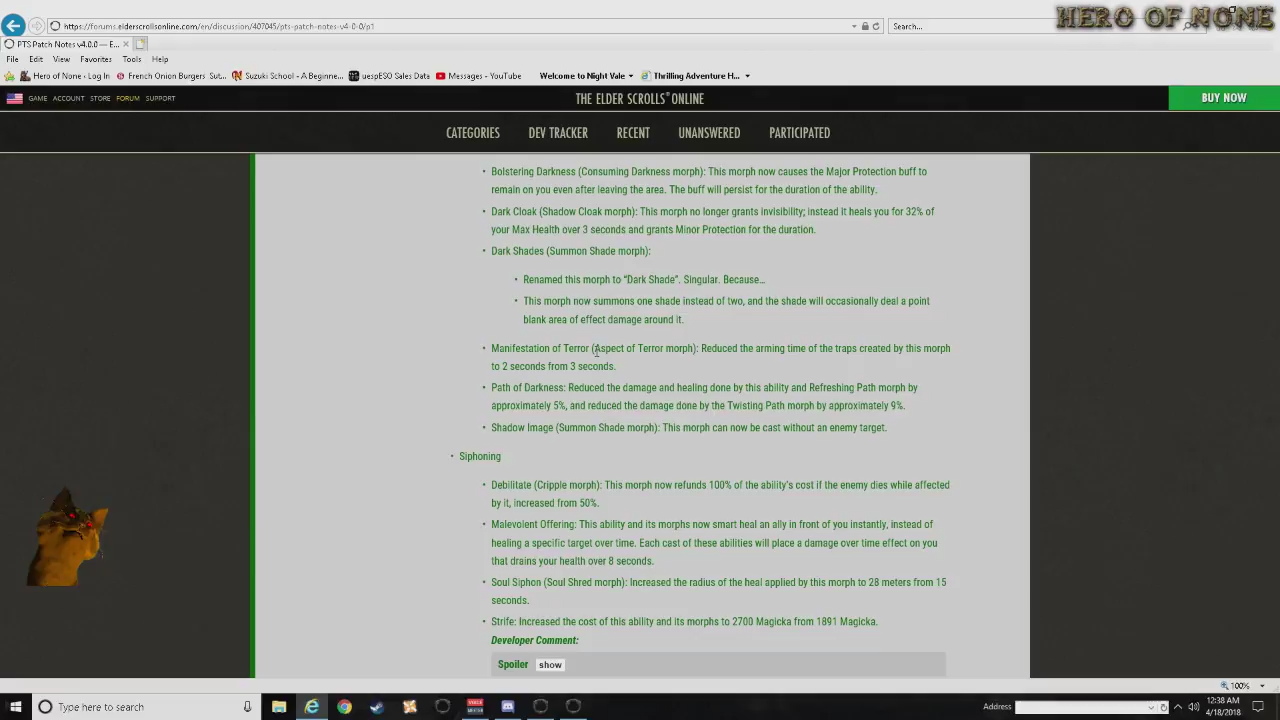 HERO OF NONE
https://forums.elderscrollsonline.com/en/discussion/407045/pts-patch-notes-v4-0-0/p1
Search...
PTS Patch Notes v4.0.0 — E...
File Edit View Favorites Tools Help
Hero of None - Log In French Onion Burgers Sut... Suzuki School - A Beginne... uespESO Sales Data Messages - YouTube Welcome to Night Vale Thrilling Adventure H...
GAME ACCOUNT STORE FORUM SUPPORT
THE ELDER SCROLLS ONLINE
BUY NOW
CATEGORIES DEV TRACKER RECENT UNANSWERED PARTICIPATED
• Bolstering Darkness (Consuming Darkness morph): This morph now causes the Major Protection buff to
remain on you even after leaving the area. The buff will persist for the duration of the ability.
• Dark Cloak (Shadow Cloak morph): This morph no longer grants invisibility; instead it heals you for 32% of
your Max Health over 3 seconds and grants Minor Protection for the duration.
• Dark Shades (Summon Shade morph):
• Renamed this morph to “Dark Shade”. Singular. Because…
• This morph now summons one shade instead of two, and the shade will occasionally deal a point
blank area of effect damage around it.
• Manifestation of Terror (Aspect of Terror morph): Reduced the arming time of the traps created by this morph
to 2 seconds from 3 seconds.
• Path of Darkness: Reduced the damage and healing done by this ability and Refreshing Path morph by
approximately 5%, and reduced the damage done by the Twisting Path morph by approximately 9%.
• Shadow Image (Summon Shade morph): This morph can now be cast without an enemy target.
• Siphoning
• Debilitate (Cripple morph): This morph now refunds 100% of the ability’s cost if the enemy dies while affected
by it, increased from 50%.
• Malevolent Offering: This ability and its morphs now smart heal an ally in front of you instantly, instead of
healing a specific target over time. Each cast of these abilities will place a damage over time effect on you
that drains your health over 8 seconds.
• Soul Siphon (Soul Shred morph): Increased the radius of the heal applied by this morph to 28 meters from 15
seconds.
• Strife: Increased the cost of this ability and its morphs to 2700 Magicka from 1891 Magicka.
Developer Comment:
Spoiler show
100%
Type here to search
Address
12:38 AM
4/18/2018